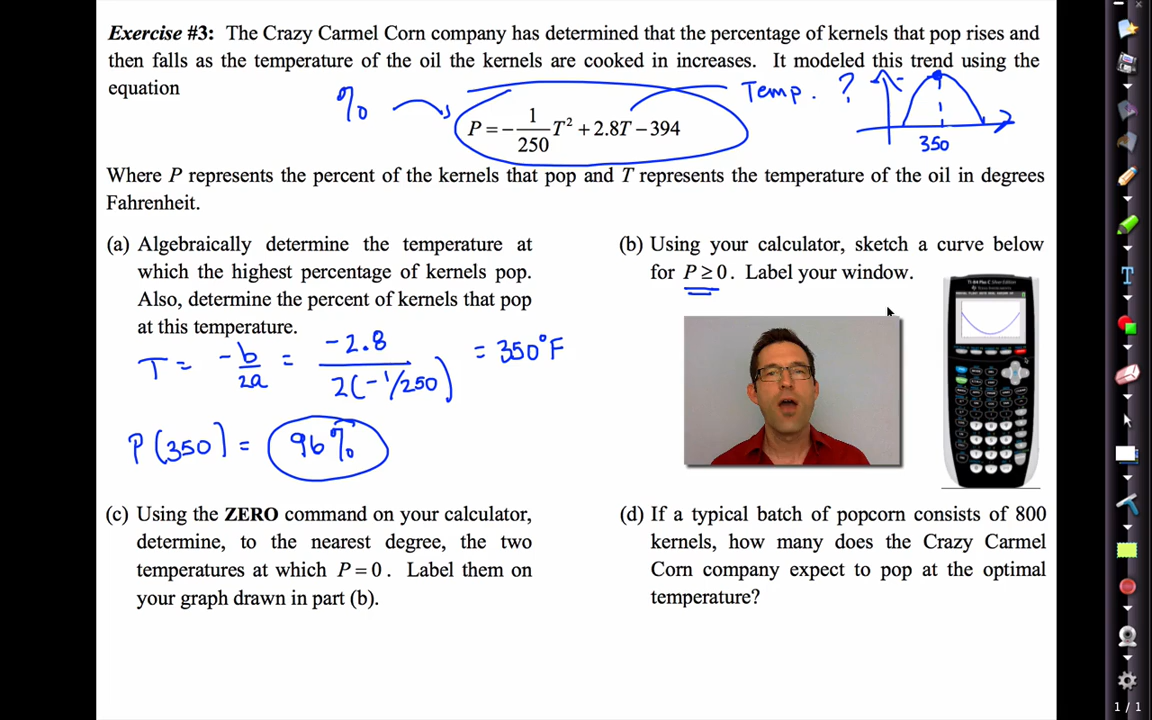 Exercise #3: The Crazy Carmel Corn company has determined that the percentage of kernels that pop rises and
then falls as the temperature of the oil the kernels are cooked in increases. It modeled this trend using the
equation
% Temp. ?
P = -1/250 T² + 2.8T - 394
350
Where P represents the percent of the kernels that pop and T represents the temperature of the oil in degrees
Fahrenheit.
(a) Algebraically determine the temperature at
which the highest percentage of kernels pop.
Also, determine the percent of kernels that pop
at this temperature.
T = -b/2a = -2.8/2(-1/250) = 350°F
P(350) = 96%
(b) Using your calculator, sketch a curve below
for P ≥ 0. Label your window.
(c) Using the ZERO command on your calculator,
determine, to the nearest degree, the two
temperatures at which P = 0. Label them on
your graph drawn in part (b).
(d) If a typical batch of popcorn consists of 800
kernels, how many does the Crazy Carmel
Corn company expect to pop at the optimal
temperature?
T
1 / 1